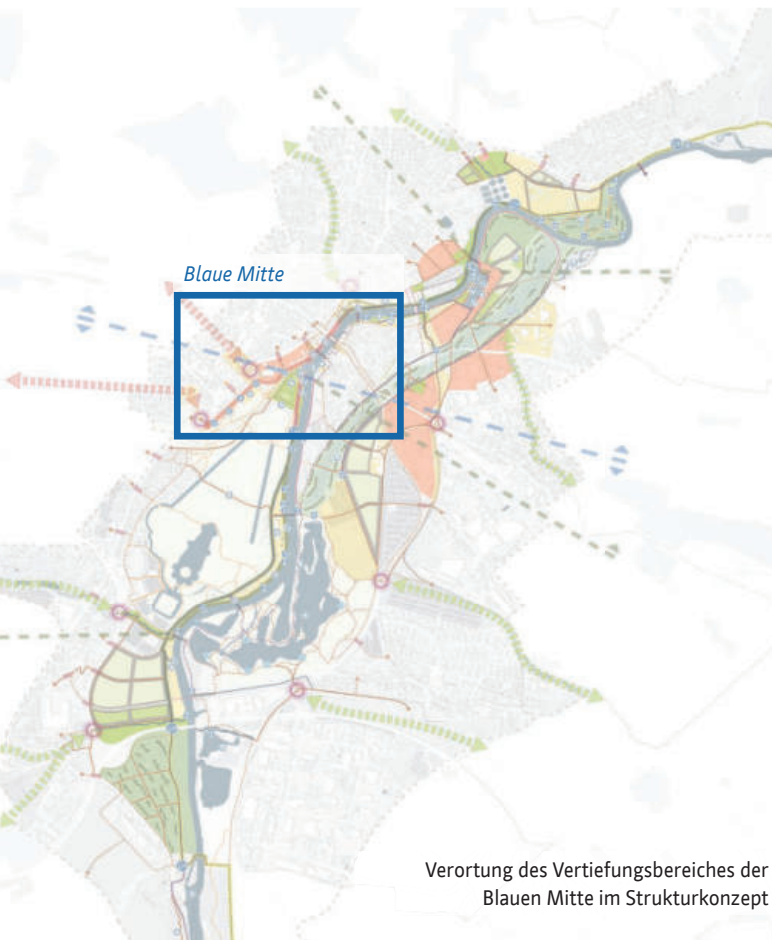 Blaue Mitte
Verortung des Vertiefungsbereiches der
Blauen Mitte im Strukturkonzept